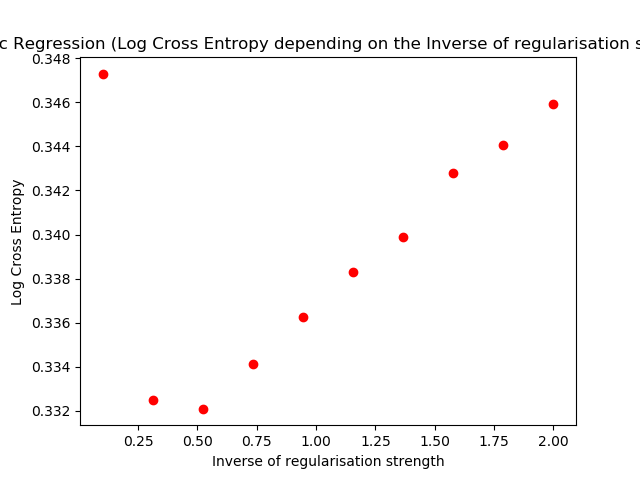 c Regression (Log Cross Entropy depending on the Inverse of regularisation s
0.348
0.346
0.344
0.342
0.340
0.338
0.336
0.334
0.332
Log Cross Entropy
0.25 0.50 0.75 1.00 1.25 1.50 1.75 2.00
Inverse of regularisation strength